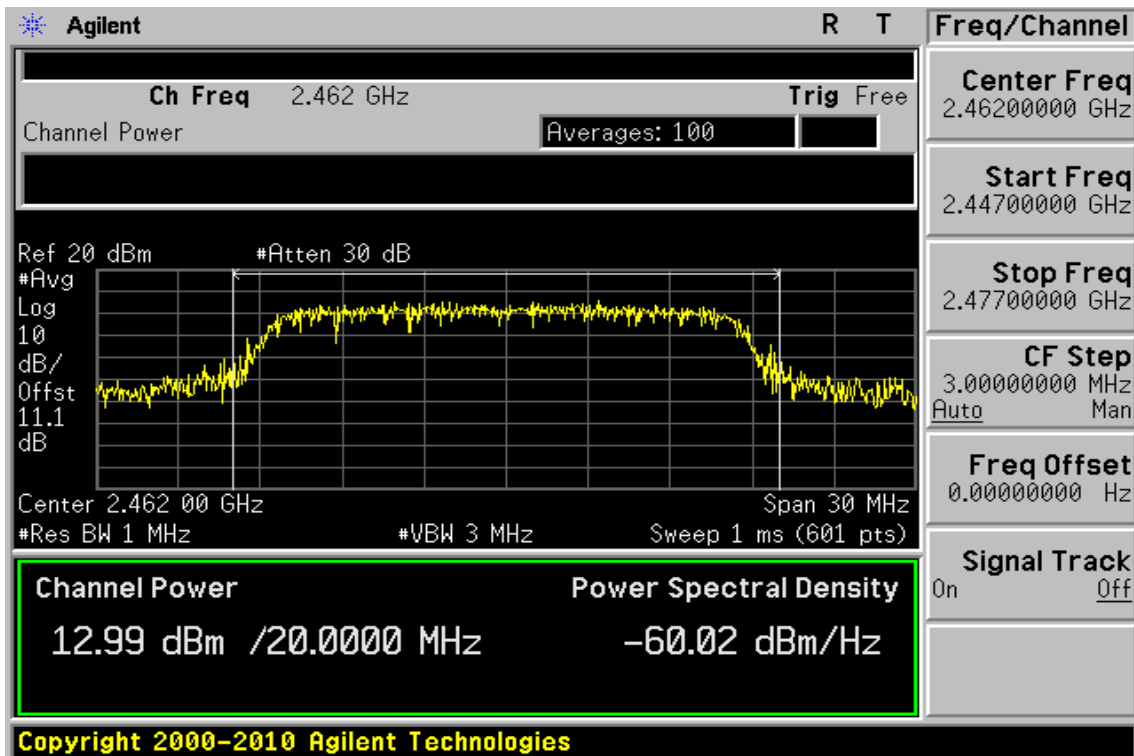 Agilent R T
Ch Freq 2.462 GHz Trig Free
Channel Power Averages: 100
Ref 20 dBm #Atten 30 dB
#Avg
Log
10
dB/
Offst
11.1
dB
Center 2.462 00 GHz Span 30 MHz
#Res BW 1 MHz #VBW 3 MHz Sweep 1 ms (601 pts)
Channel Power Power Spectral Density
12.99 dBm /20.0000 MHz -60.02 dBm/Hz
Copyright 2000-2010 Agilent Technologies
Freq/Channel
Center Freq
2.46200000 GHz
Start Freq
2.44700000 GHz
Stop Freq
2.47700000 GHz
CF Step
3.00000000 MHz
Auto Man
Freq Offset
0.00000000 Hz
Signal Track
On Off